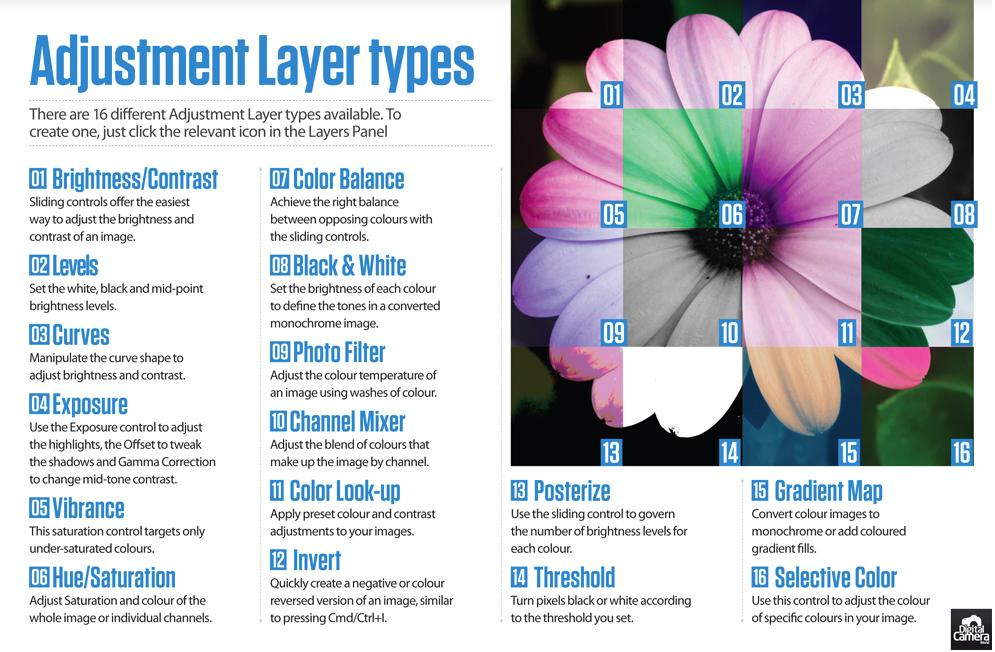 Adjustment Layer types
There are 16 different Adjustment Layer types available. To
create one, just click the relevant icon in the Layers Panel
01 Brightness/Contrast
Sliding controls offer the easiest
way to adjust the brightness and
contrast of an image.
02 Levels
Set the white, black and mid-point
brightness levels.
03 Curves
Manipulate the curve shape to
adjust brightness and contrast.
04 Exposure
Use the Exposure control to adjust
the highlights, the Offset to tweak
the shadows and Gamma Correction
to change mid-tone contrast.
05 Vibrance
This saturation control targets only
under-saturated colours.
06 Hue/Saturation
Adjust Saturation and colour of the
whole image or individual channels.
07 Color Balance
Achieve the right balance
between opposing colours with
the sliding controls.
08 Black & White
Set the brightness of each colour
to define the tones in a converted
monochrome image.
09 Photo Filter
Adjust the colour temperature of
an image using washes of colour.
10 Channel Mixer
Adjust the blend of colours that
make up the image by channel.
11 Color Look-up
Apply preset colour and contrast
adjustments to your images.
12 Invert
Quickly create a negative or colour
reversed version of an image, similar
to pressing Cmd/Ctrl+I.
01 02 03 04
05 06 07 08
09 10 11 12
13 14 15 16
13 Posterize
Use the sliding control to govern
the number of brightness levels for
each colour.
14 Threshold
Turn pixels black or white according
to the threshold you set.
15 Gradient Map
Convert colour images to
monochrome or add coloured
gradient fills.
16 Selective Color
Use this control to adjust the colour
of specific colours in your image.
Digital
Camera